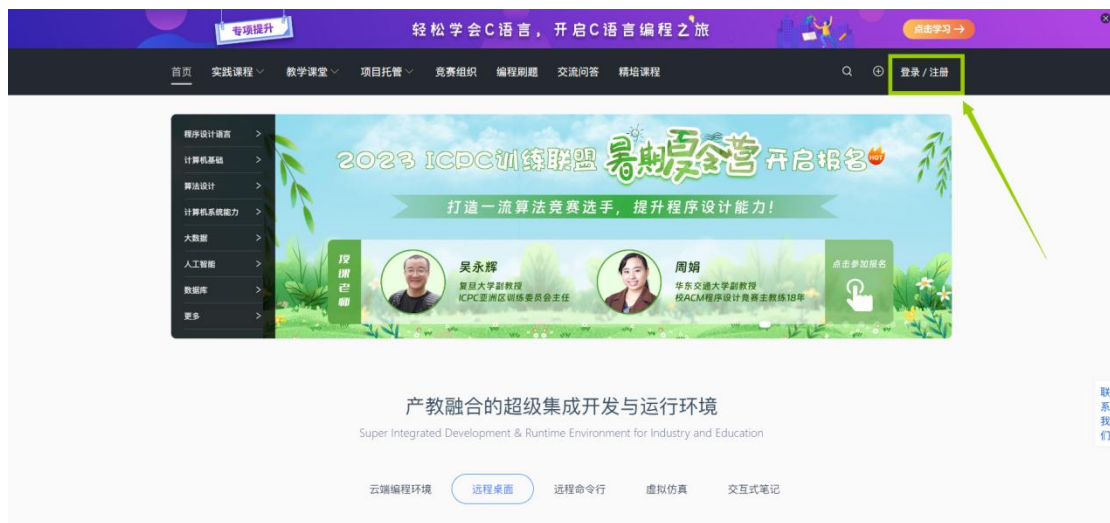 专项提升
轻松学会C语言，开启C语言编程之旅
点击学习→
首页 实践课程 教学课堂 项目托管 竞赛组织 编程刷题 交流问答 精培课程 登录 / 注册
程序设计语言 >
计算机基础 >
算法设计 >
计算机系统能力 >
大数据 >
人工智能 >
数据库 >
更多 >
2023 ICPC训练联盟 暑期夏令营 开启报名 HOT
打造一流算法竞赛选手，提升程序设计能力！
授课老师
吴永辉
复旦大学副教授
ICPC亚洲区训练委员会主任
周娟
华东交通大学副教授
校ACM程序设计竞赛主教练18年
点击参加报名
产教融合的超级集成开发与运行环境
Super Integrated Development & Runtime Environment for Industry and Education
云端编程环境 远程桌面 远程命令行 虚拟仿真 交互式笔记
联系我们